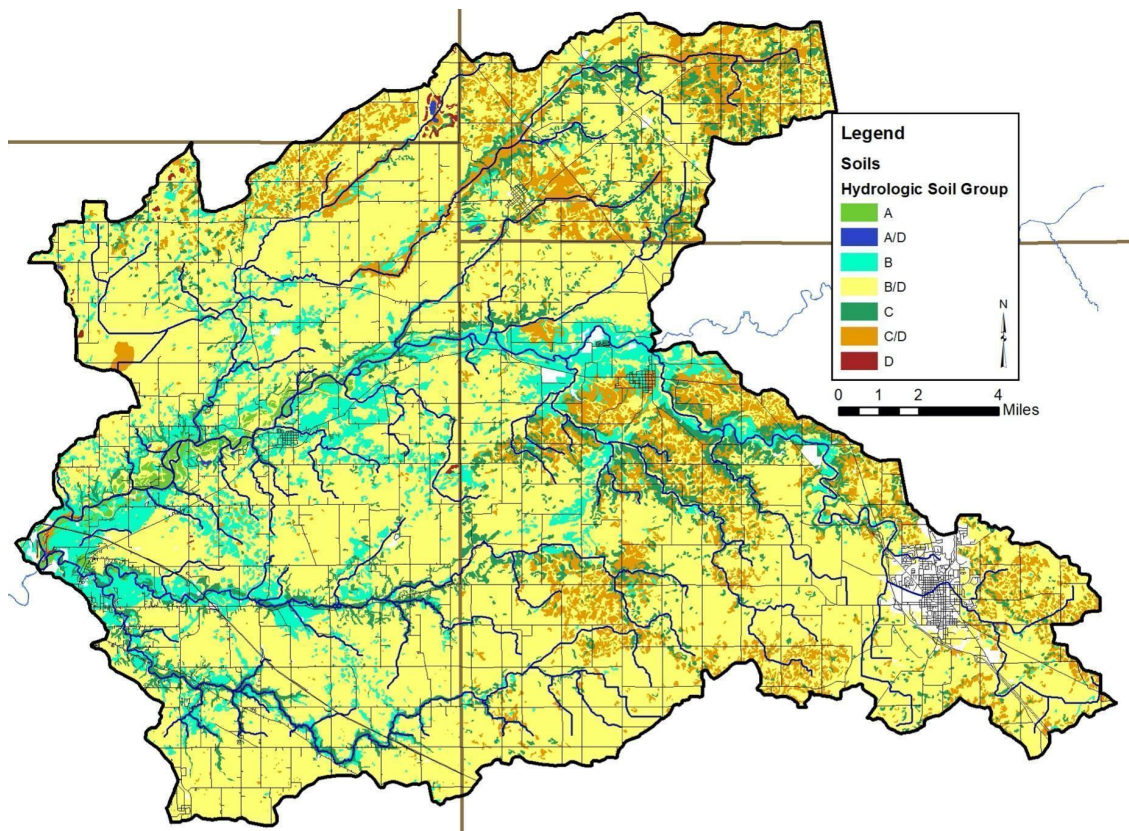 Legend
Soils
Hydrologic Soil Group
A
A/D
B
B/D
C
C/D
D
N
0 1 2 4
Miles